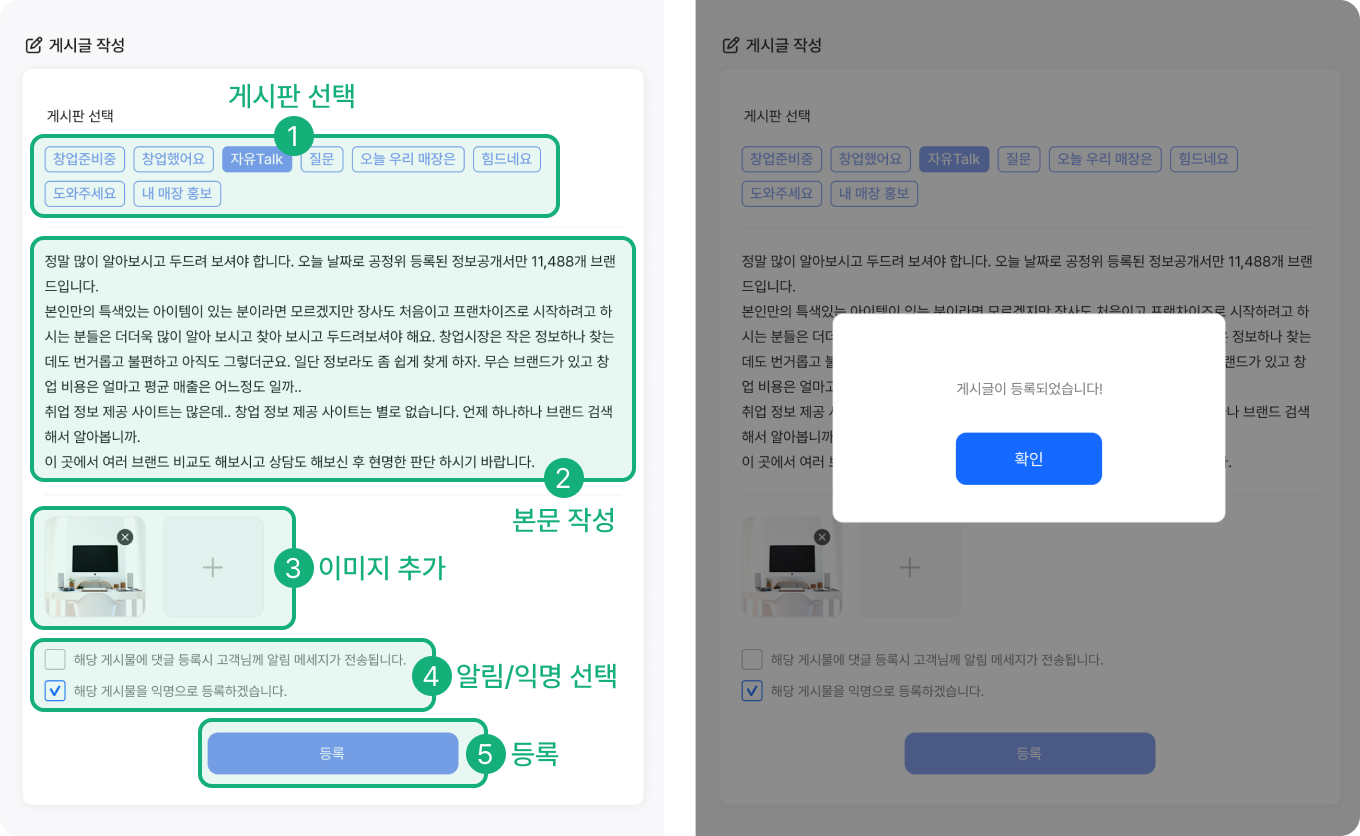 게시글 작성
게시판 선택
게시판 선택
1
창업준비중 창업했어요 자유Talk 질문 오늘 우리 매장은 힘드네요
도와주세요 내 매장 홍보
정말 많이 알아보시고 두드려 보셔야 합니다. 오늘 날짜로 공정위 등록된 정보공개서만 11,488개 브랜
드입니다.
본인만의 특색있는 아이템이 있는 분이라면 모르겠지만 장사도 처음이고 프랜차이즈로 시작하려고 하
시는 분들은 더더욱 많이 알아 보시고 찾아 보시고 두드려보셔야 해요. 창업시장은 작은 정보하나 찾는
데도 번거롭고 불편하고 아직도 그렇더군요. 일단 정보라도 좀 쉽게 찾게 하자. 무슨 브랜드가 있고 창
업 비용은 얼마고 평균 매출은 어느정도 일까..
취업 정보 제공 사이트는 많은데.. 창업 정보 제공 사이트는 별로 없습니다. 언제 하나하나 브랜드 검색
해서 알아봅니까.
이 곳에서 여러 브랜드 비교도 해보시고 상담도 해보신 후 현명한 판단 하시기 바랍니다.
2
본문 작성
3 이미지 추가
해당 게시물에 댓글 등록시 고객님께 알림 메세지가 전송됩니다.
4 알림/익명 선택
해당 게시물을 익명으로 등록하겠습니다.
등록
5 등록
게시글 작성
게시판 선택
창업준비중 창업했어요 자유Talk 질문 오늘 우리 매장은 힘드네요
도와주세요 내 매장 홍보
정말 많이 알아보시고 두드려 보셔야 합니다. 오늘 날짜로 공정위 등록된 정보공개서만 11,488개 브랜
드입니다.
본인만의 특색있는 아이템이 있는 분이라면 모르겠지만 장사도 처음이고 프랜차이즈로 시작하려고 하
시는 분들은 정보하나 찾는
데도 번거롭고 가 있고 창
업 비용은 얼마고
취업 정보 제공 브랜드 검색
해서 알아봅니까
이 곳에서 여러
게시글이 등록되었습니다!
확인
해당 게시물에 댓글 등록시 고객님께 알림 메세지가 전송됩니다.
해당 게시물을 익명으로 등록하겠습니다.
등록